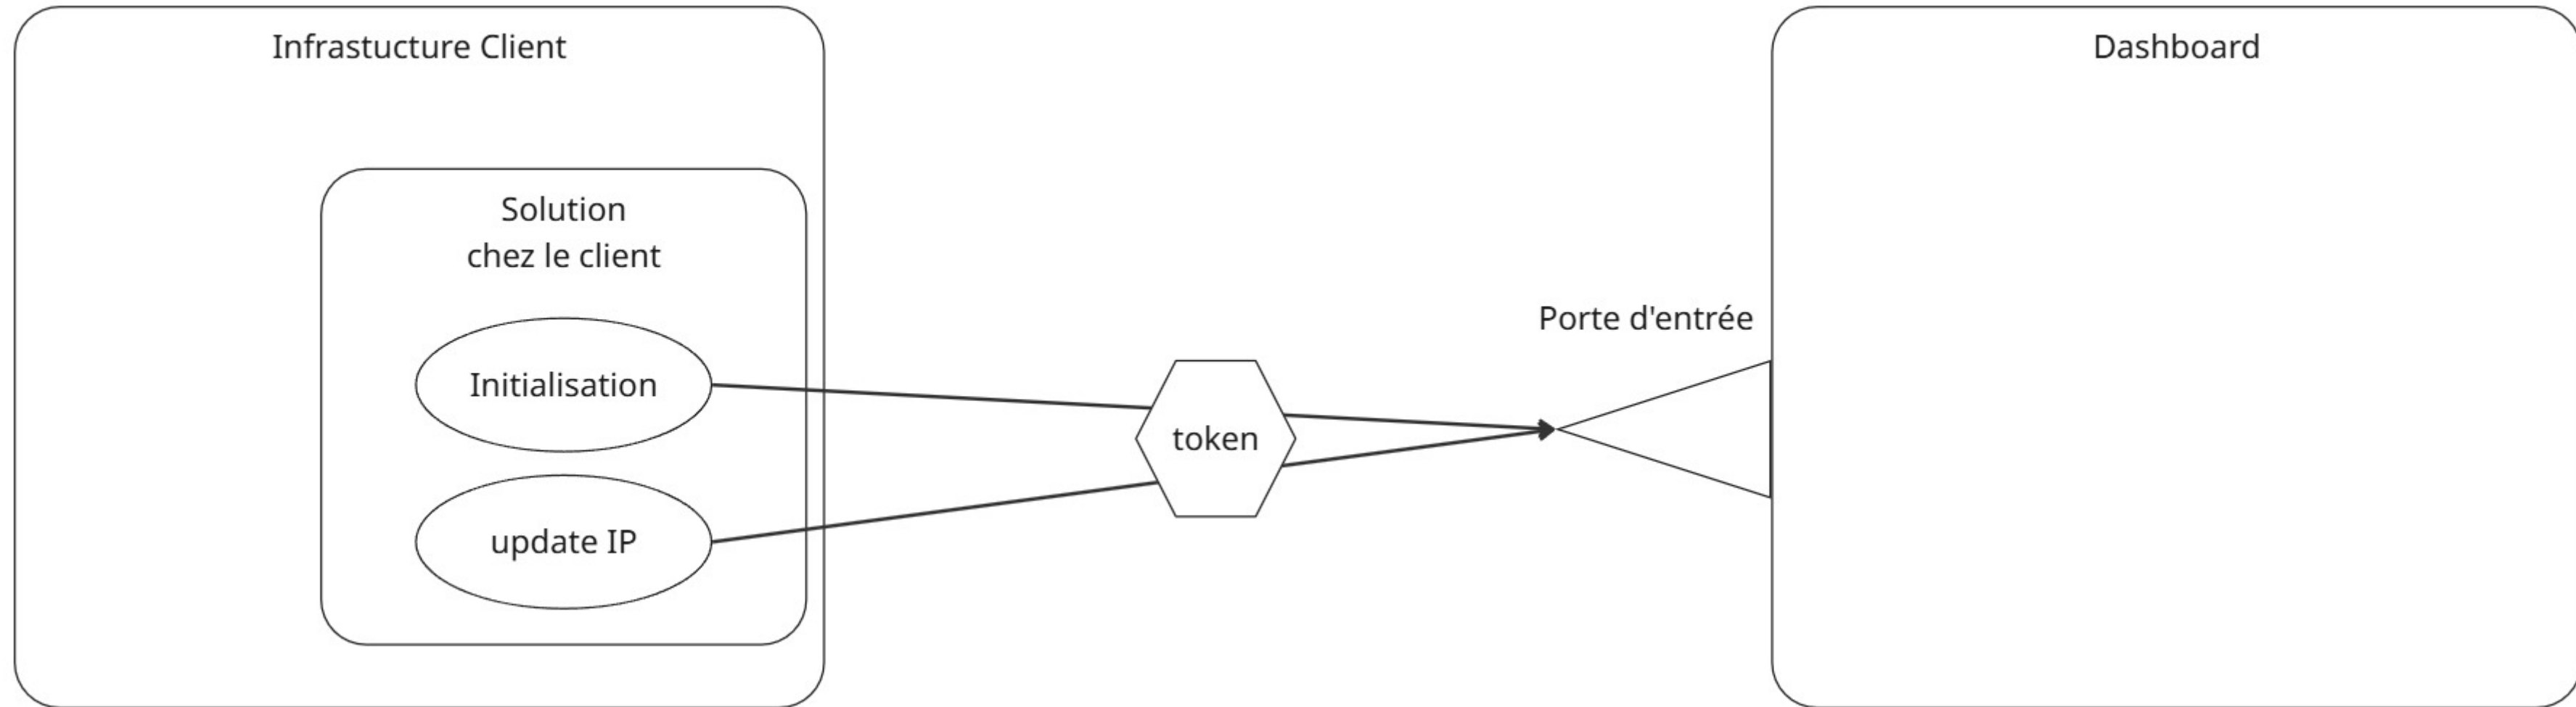 Infrastucture Client
Dashboard
Solution
chez le client
Porte d'entrée
Initialisation
token
update IP